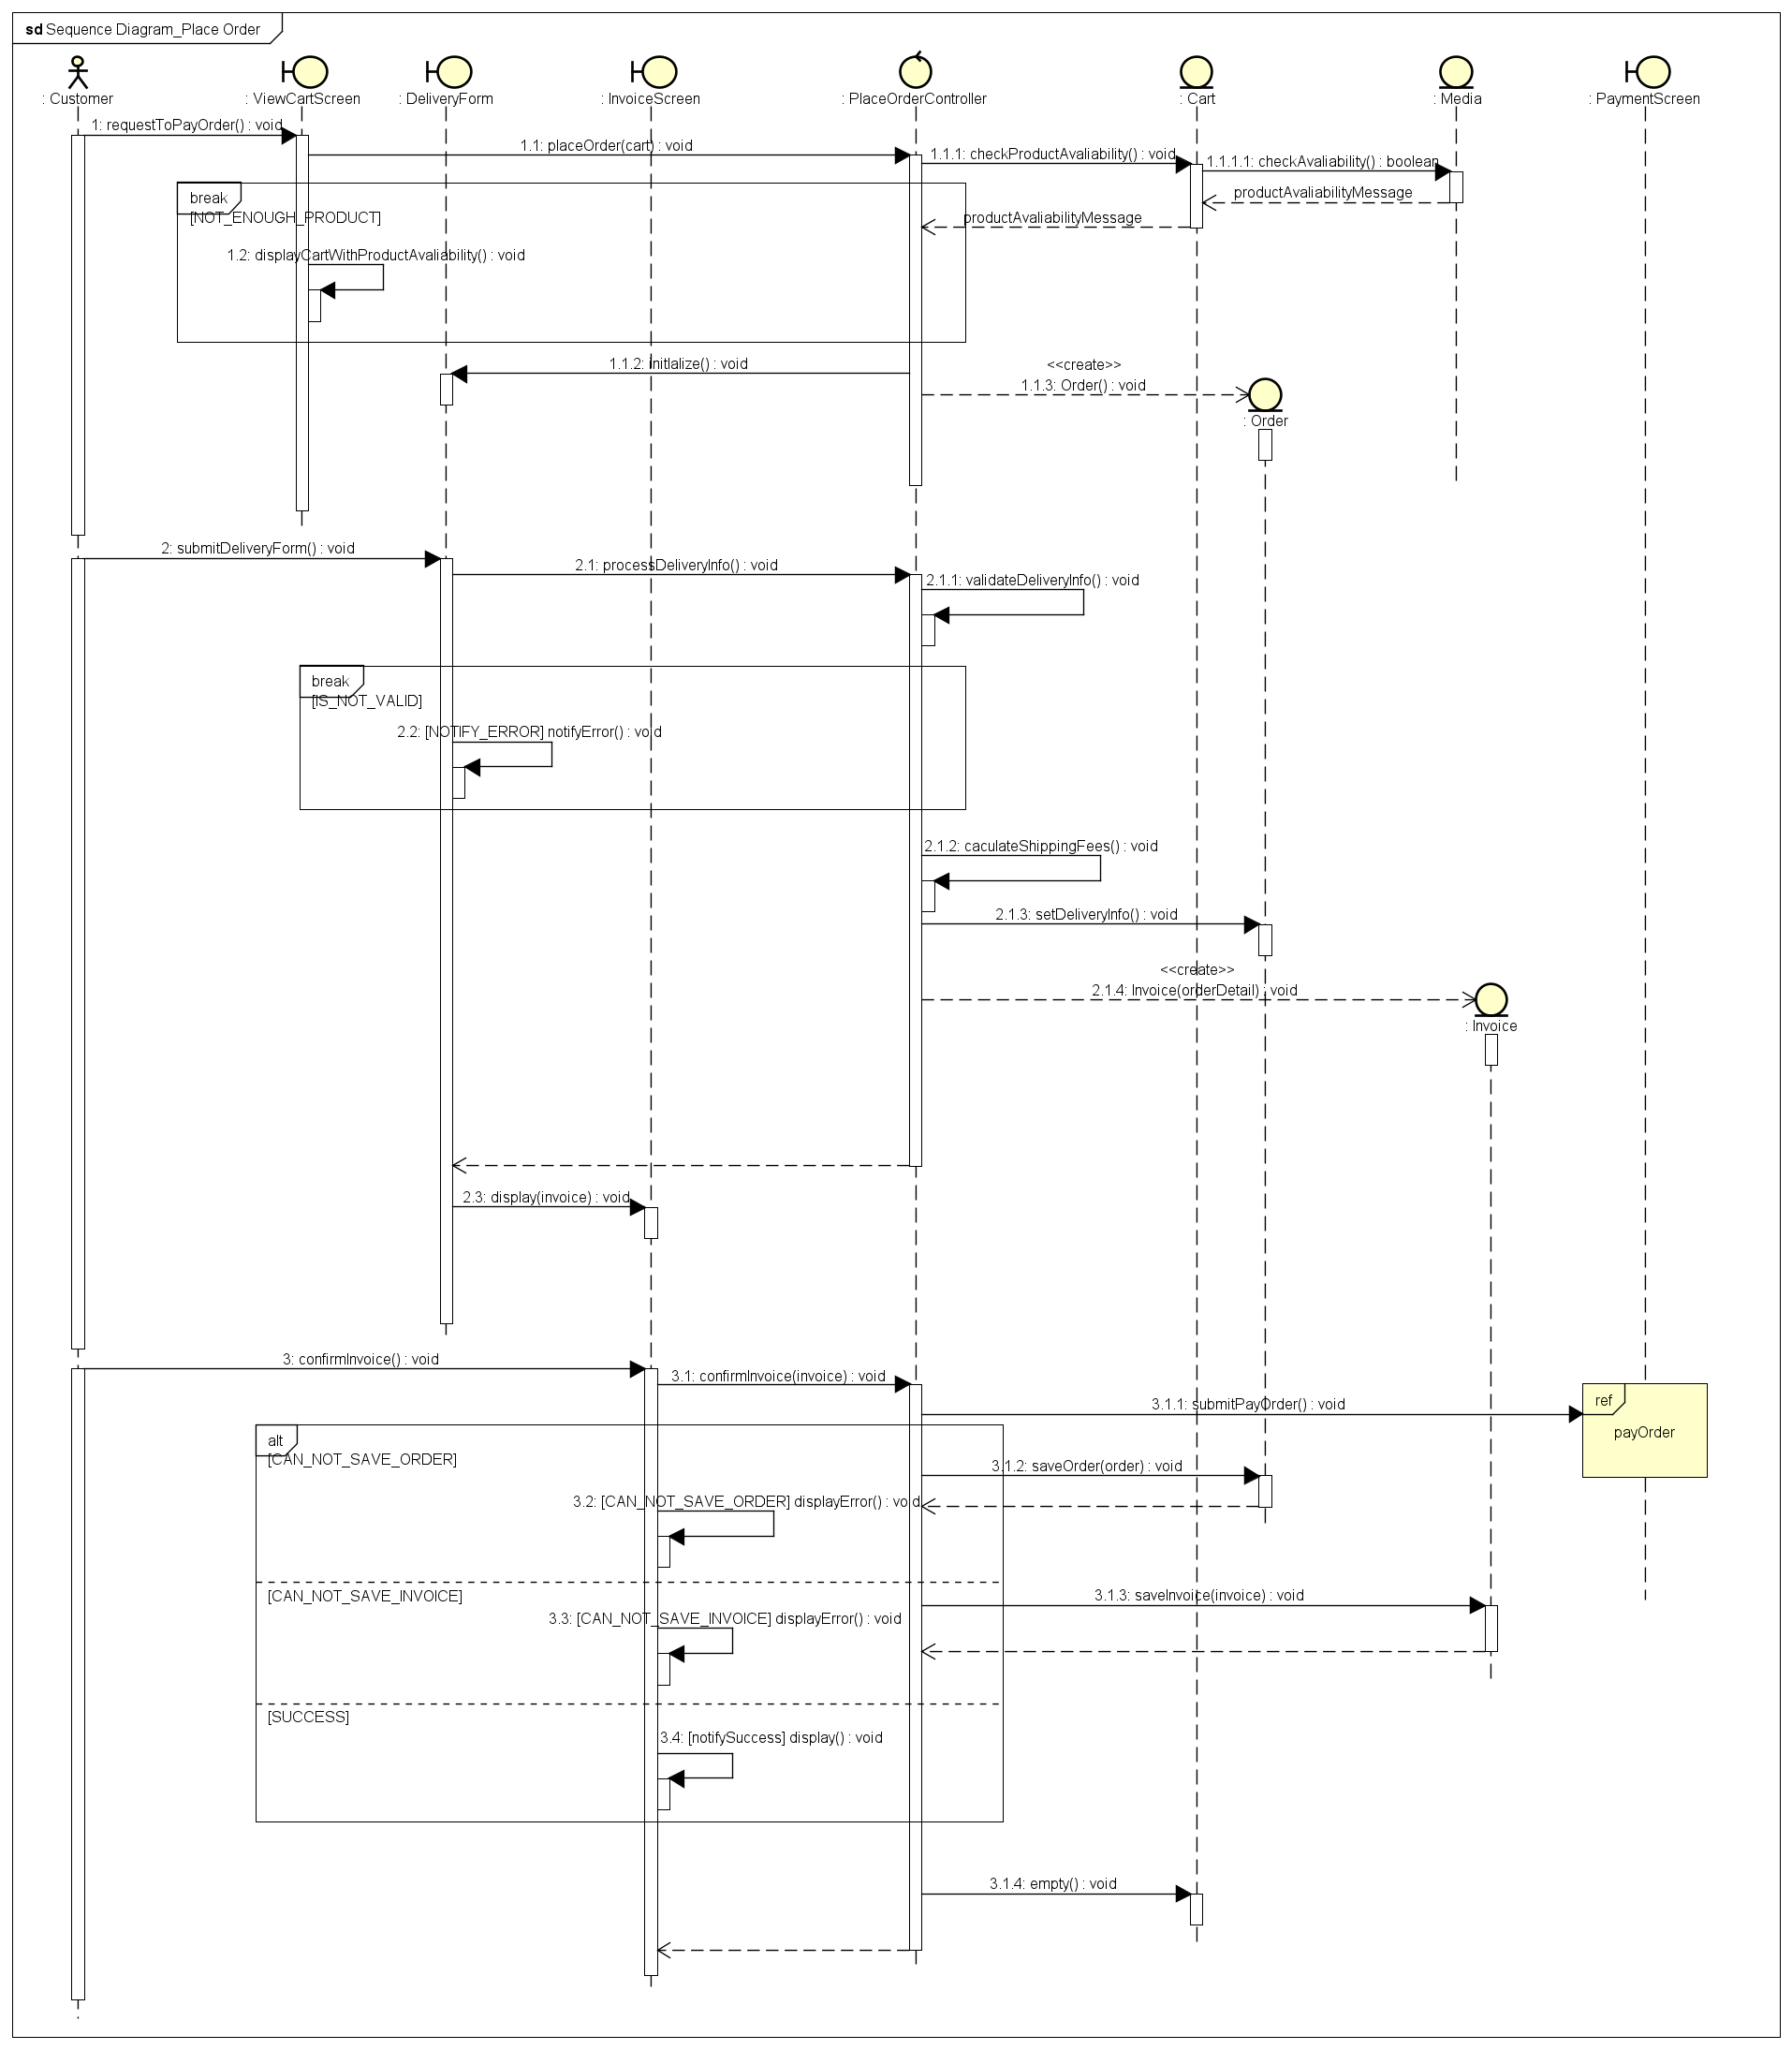 sd Sequence Diagram_Place Order
: Customer
: ViewCartScreen
: DeliveryForm
: InvoiceScreen
: PlaceOrderController
: Cart
: Media
: PaymentScreen
1: requestToPayOrder() : void
1.1: placeOrder(cart) : void
1.1.1: checkProductAvaliability() : void
1.1.1.1: checkAvaliability() : boolean
productAvaliabilityMessage
productAvaliabilityMessage
break
[NOT_ENOUGH_PRODUCT]
1.2: displayCartWithProductAvaliability() : void
1.1.2: initlalize() : void
<<create>>
1.1.3: Order() : void
: Order
2: submitDeliveryForm() : void
2.1: processDeliveryInfo() : void
2.1.1: validateDeliveryInfo() : void
break
[IS_NOT_VALID]
2.2: [NOTIFY_ERROR] notifyError() : void
2.1.2: caculateShippingFees() : void
2.1.3: setDeliveryInfo() : void
<<create>>
2.1.4: Invoice(orderDetail) : void
: Invoice
2.3: display(invoice) : void
3: confirmInvoice() : void
3.1: confirmInvoice(invoice) : void
3.1.1: submitPayOrder() : void
ref
payOrder
alt
[CAN_NOT_SAVE_ORDER]
3.1.2: saveOrder(order) : void
3.2: [CAN_NOT_SAVE_ORDER] displayError() : void
[CAN_NOT_SAVE_INVOICE]
3.1.3: saveInvoice(invoice) : void
3.3: [CAN_NOT_SAVE_INVOICE] displayError() : void
[SUCCESS]
3.4: [notifySuccess] display() : void
3.1.4: empty() : void